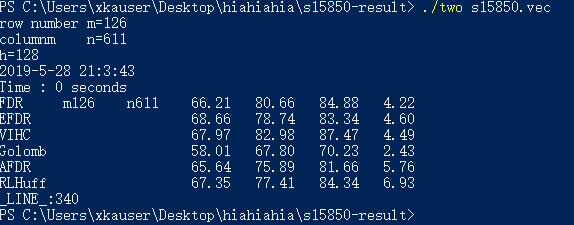 PS C:\Users\xkauser\Desktop\hiahiahia\s15850-result> ./two s15850.vec
row number m=126
columnm    n=611
h=128
2019-5-28 21:3:43
Time : 0 seconds
FDR     m126    n611    66.21   80.66   84.88   4.22
EFDR                    68.66   78.74   83.34   4.60
VIHC                    67.97   82.98   87.47   4.49
Golomb                  58.01   67.80   70.23   2.43
AFDR                    65.64   75.89   81.66   5.76
RLHuff                  67.35   77.41   84.34   6.93
_LINE_:340
PS C:\Users\xkauser\Desktop\hiahiahia\s15850-result>